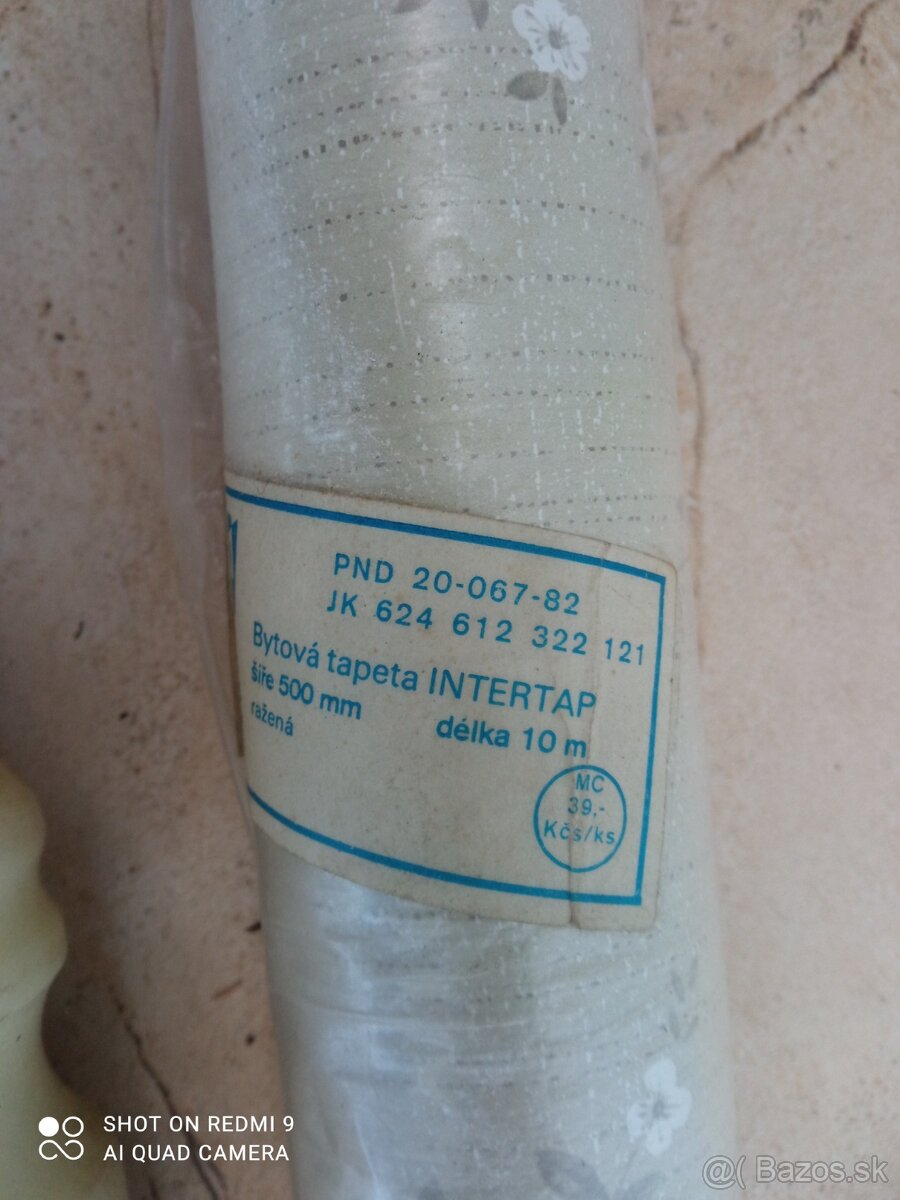 PND 20-067-82
JK 624 612 322 121
Bytová tapeta INTERTAP
šíře 500 mm délka 10 m
ražená
MC
39,-
Kčs/ks
SHOT ON REDMI 9
AI QUAD CAMERA
@( Bazos.sk